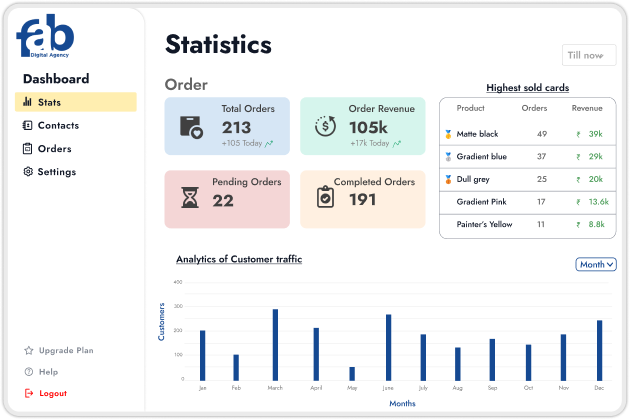 fab
Digital Agency
Dashboard
Stats
Contacts
Orders
Settings
Upgrade Plan
Help
Logout
Statistics
Till now
Order
Total Orders
213
+105 Today
Order Revenue
105k
+17k Today
Pending Orders
22
Completed Orders
191
Highest sold cards
Product Orders Revenue
Matte black 49 ₹ 39k
Gradient blue 37 ₹ 29k
Dull grey 25 ₹ 20k
Gradient Pink 17 ₹ 13.6k
Painter's Yellow 11 ₹ 8.8k
Analytics of Customer traffic
Month
Customers
400
300
200
100
0
Jan Feb March April May June July Aug Sep Oct Nov Dec
Months